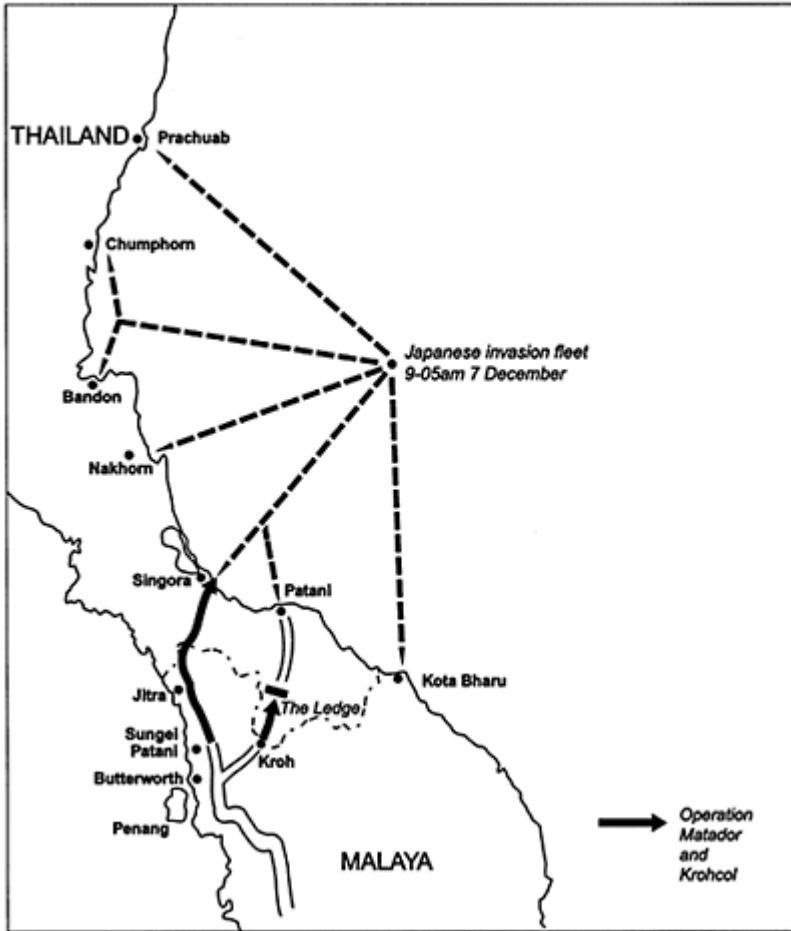 THAILAND
Prachuab
Chumphorn
Japanese invasion fleet
9-05am 7 December
Bandon
Nakhorn
Singora
Patani
Kota Bharu
Jitra
The Ledge
Sungei
Patani
Kroh
Butterworth
Penang
Operation
Matador
and
Krohcol
MALAYA